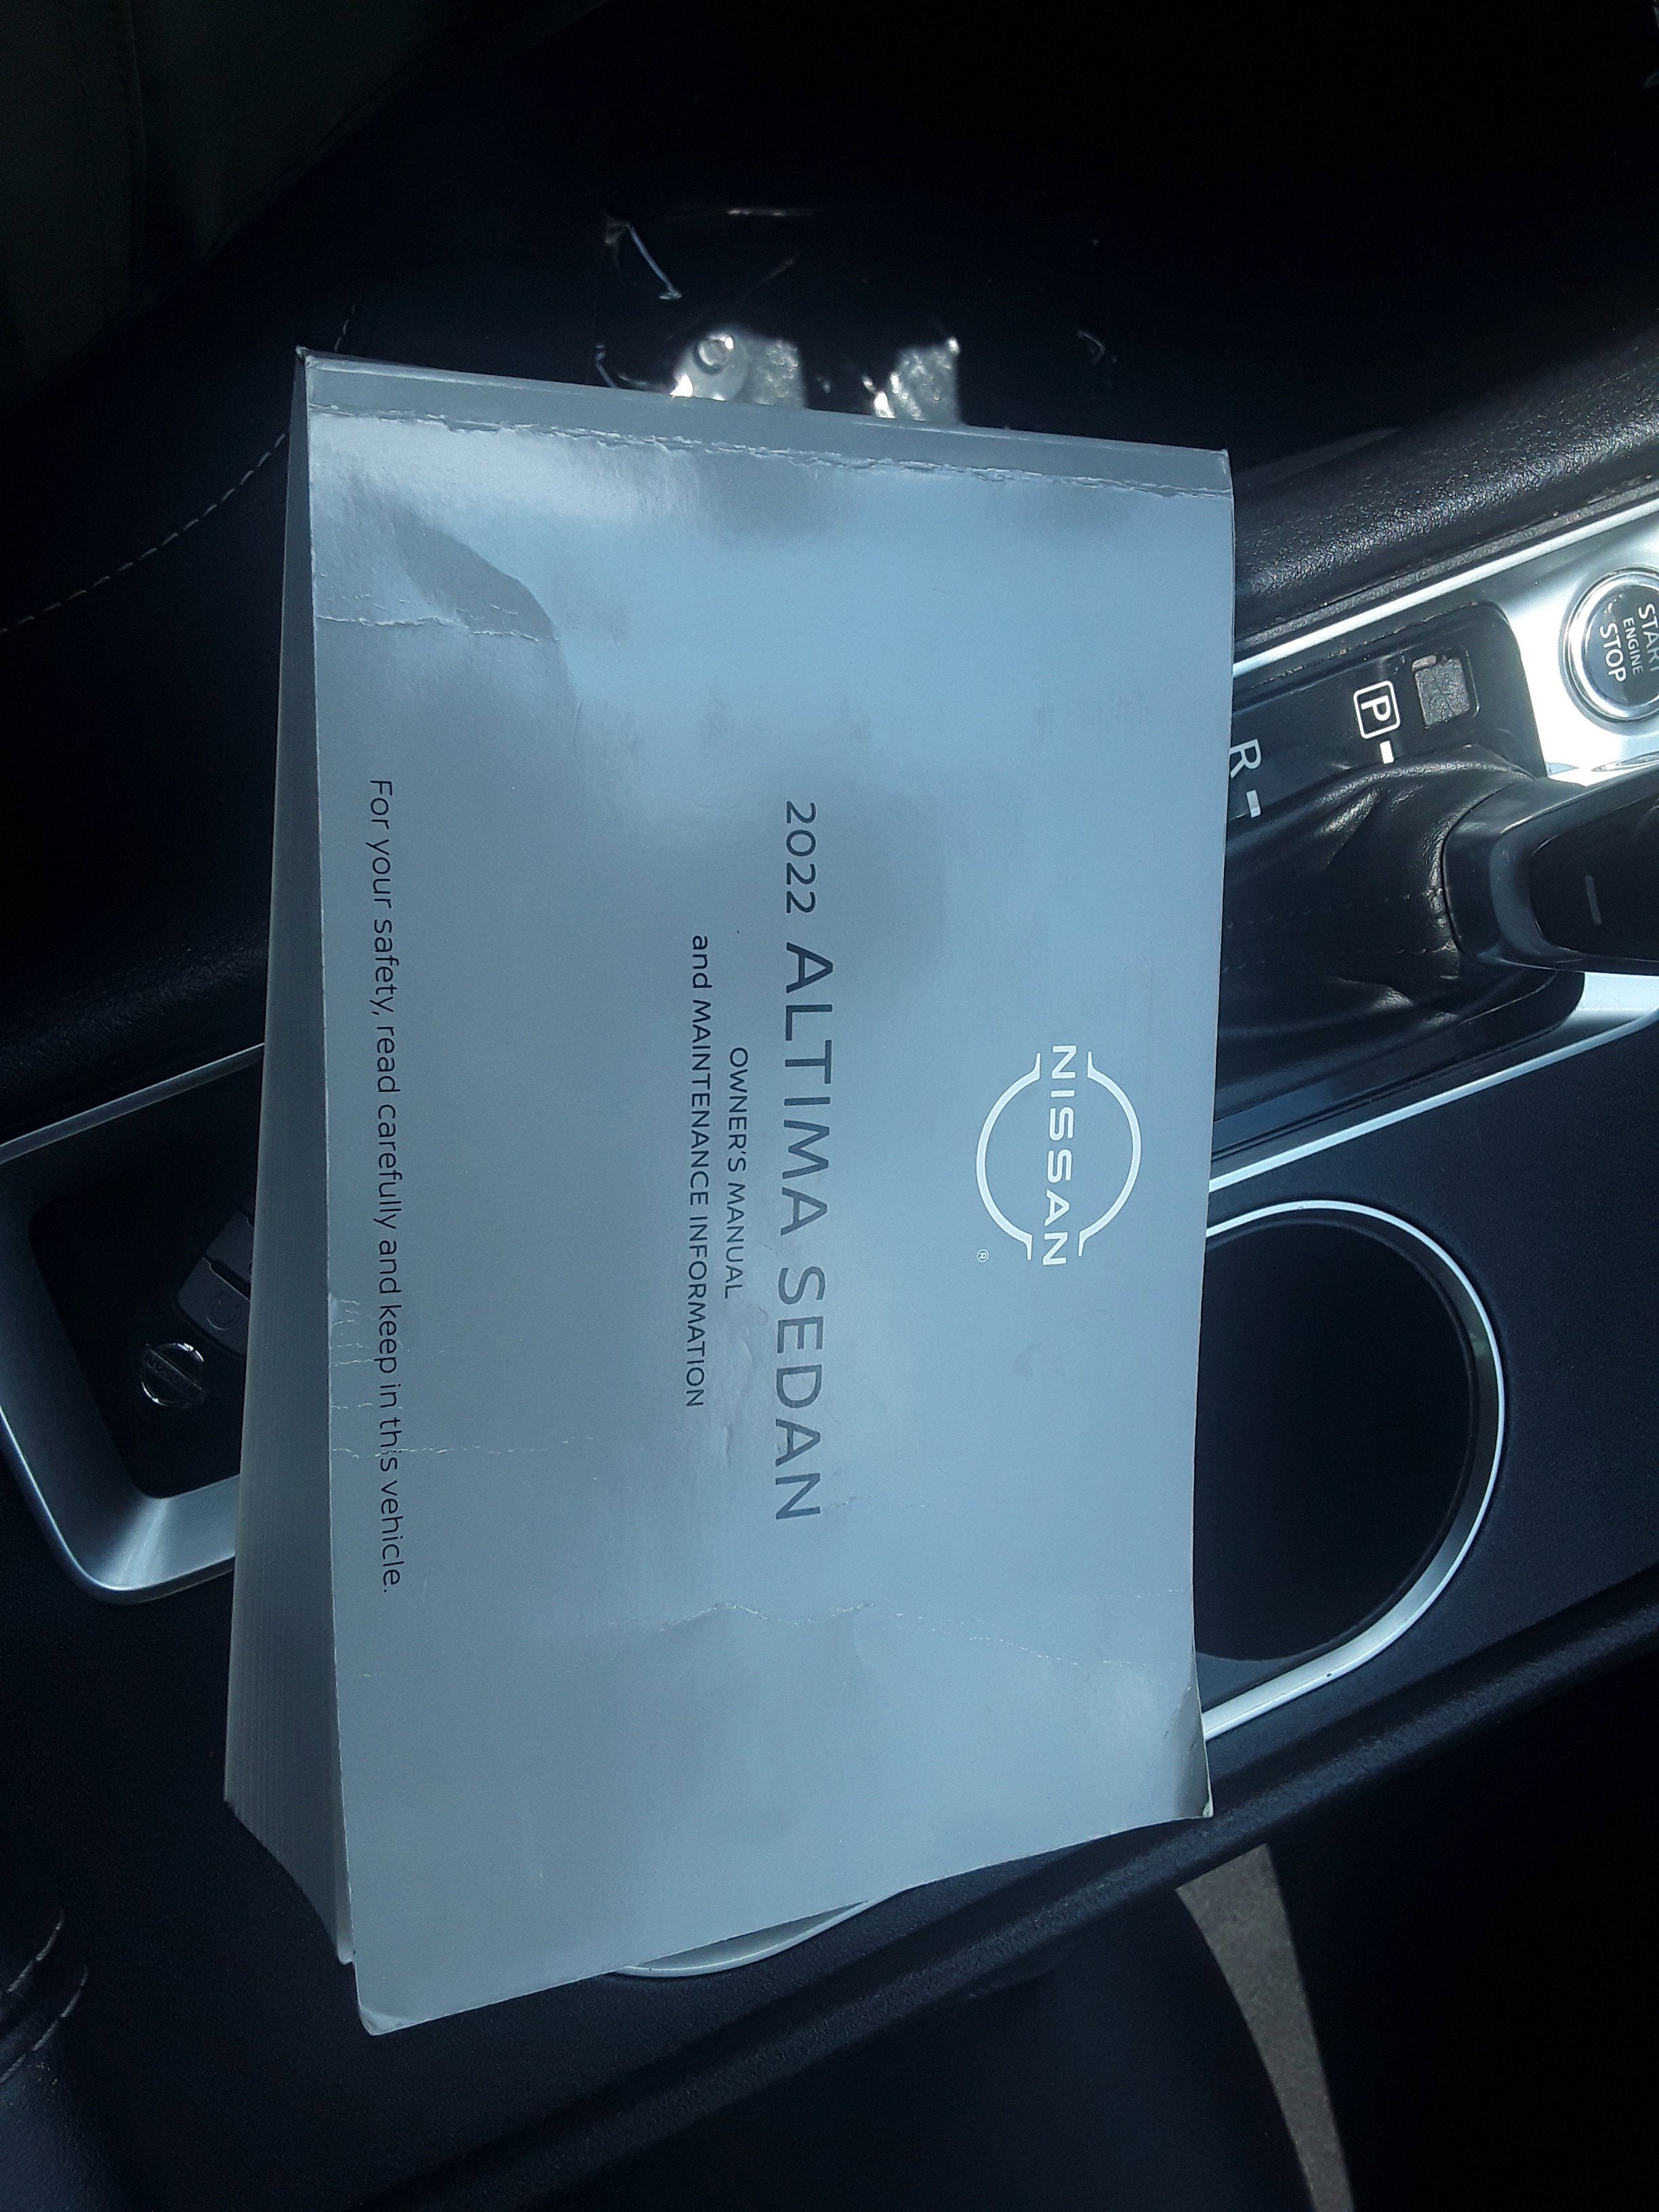 NISSAN
®
2022 ALTIMA SEDAN
OWNER'S MANUAL
and MAINTENANCE INFORMATION
For your safety, read carefully and keep in this vehicle.
START
ENGINE
STOP
P
R